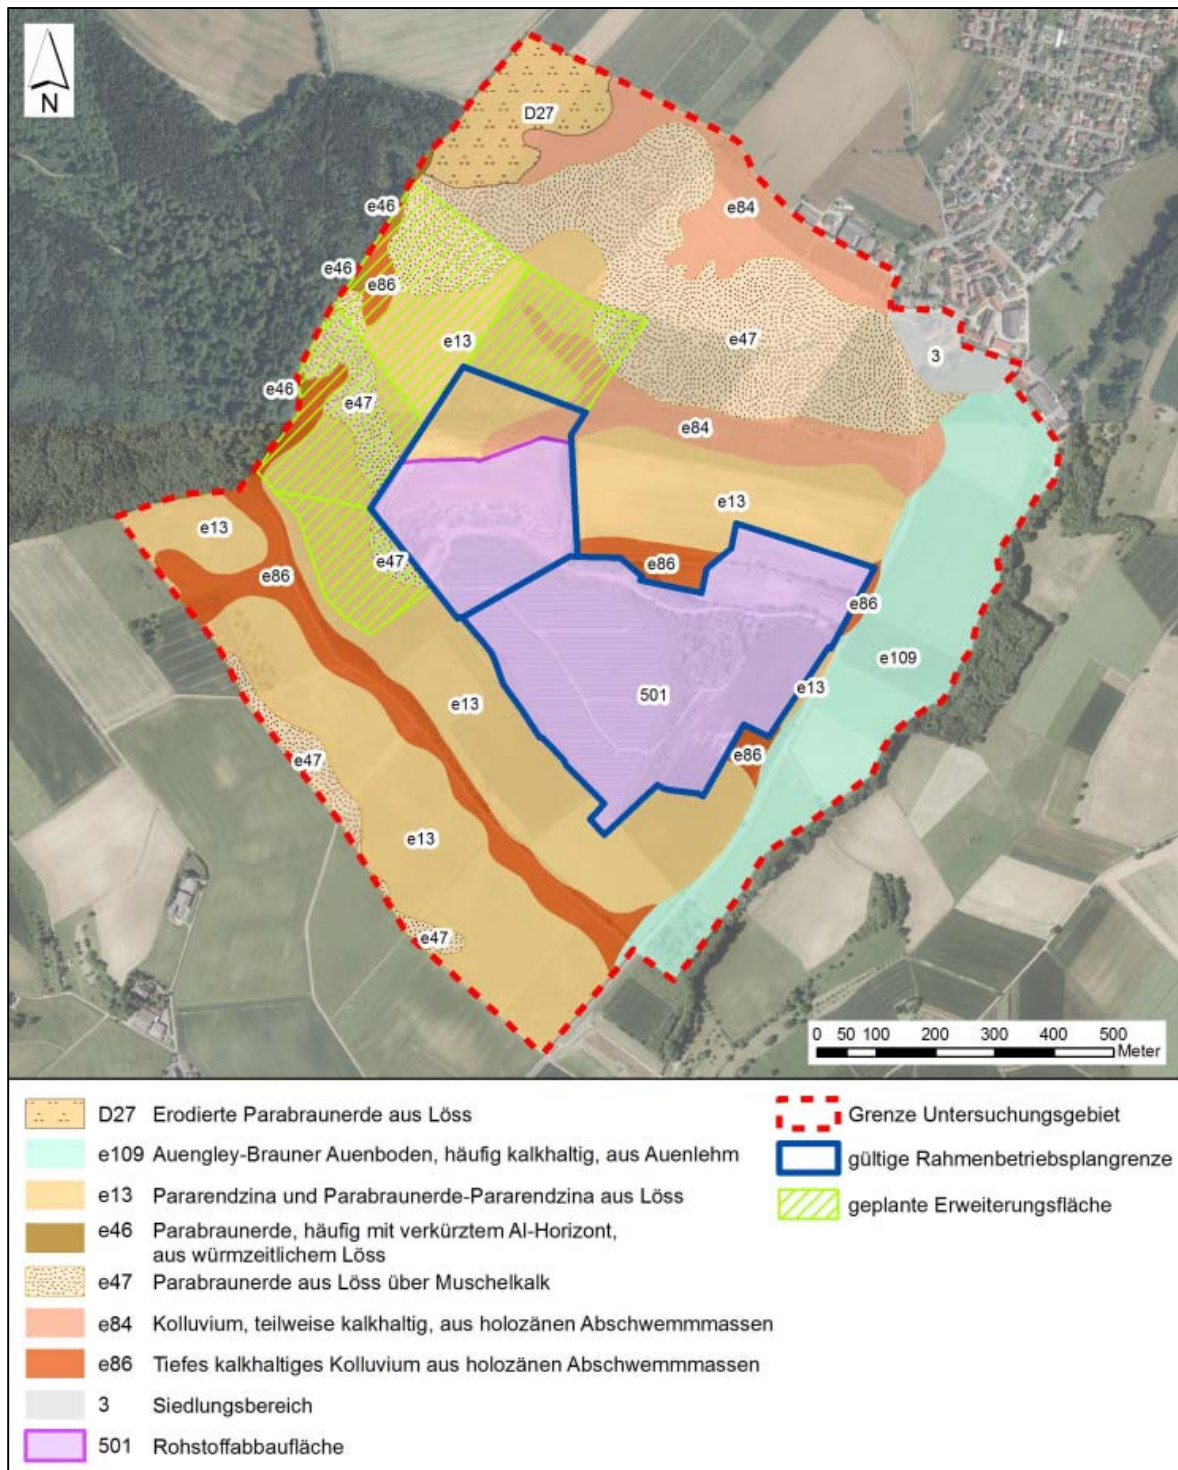 N
D27
e46
e84
e46
e86
e13
e47
3
e46
e47
e84
e13
e13
e47
e86
e86
e86
e109
e13
e13
501
e86
e47
e13
e47
0 50 100 200 300 400 500
Meter
D27 Erodierte Parabraunerde aus Löss
e109 Auengley-Brauner Auenboden, häufig kalkhaltig, aus Auenlehm
e13 Pararendzina und Parabraunerde-Pararendzina aus Löss
e46 Parabraunerde, häufig mit verkürztem Al-Horizont,
aus würmzeitlichem Löss
e47 Parabraunerde aus Löss über Muschelkalk
e84 Kolluvium, teilweise kalkhaltig, aus holozänen Abschwemmmassen
e86 Tiefes kalkhaltiges Kolluvium aus holozänen Abschwemmmassen
3 Siedlungsbereich
501 Rohstoffabbaufläche
Grenze Untersuchungsgebiet
gültige Rahmenbetriebsplangrenze
geplante Erweiterungsfläche